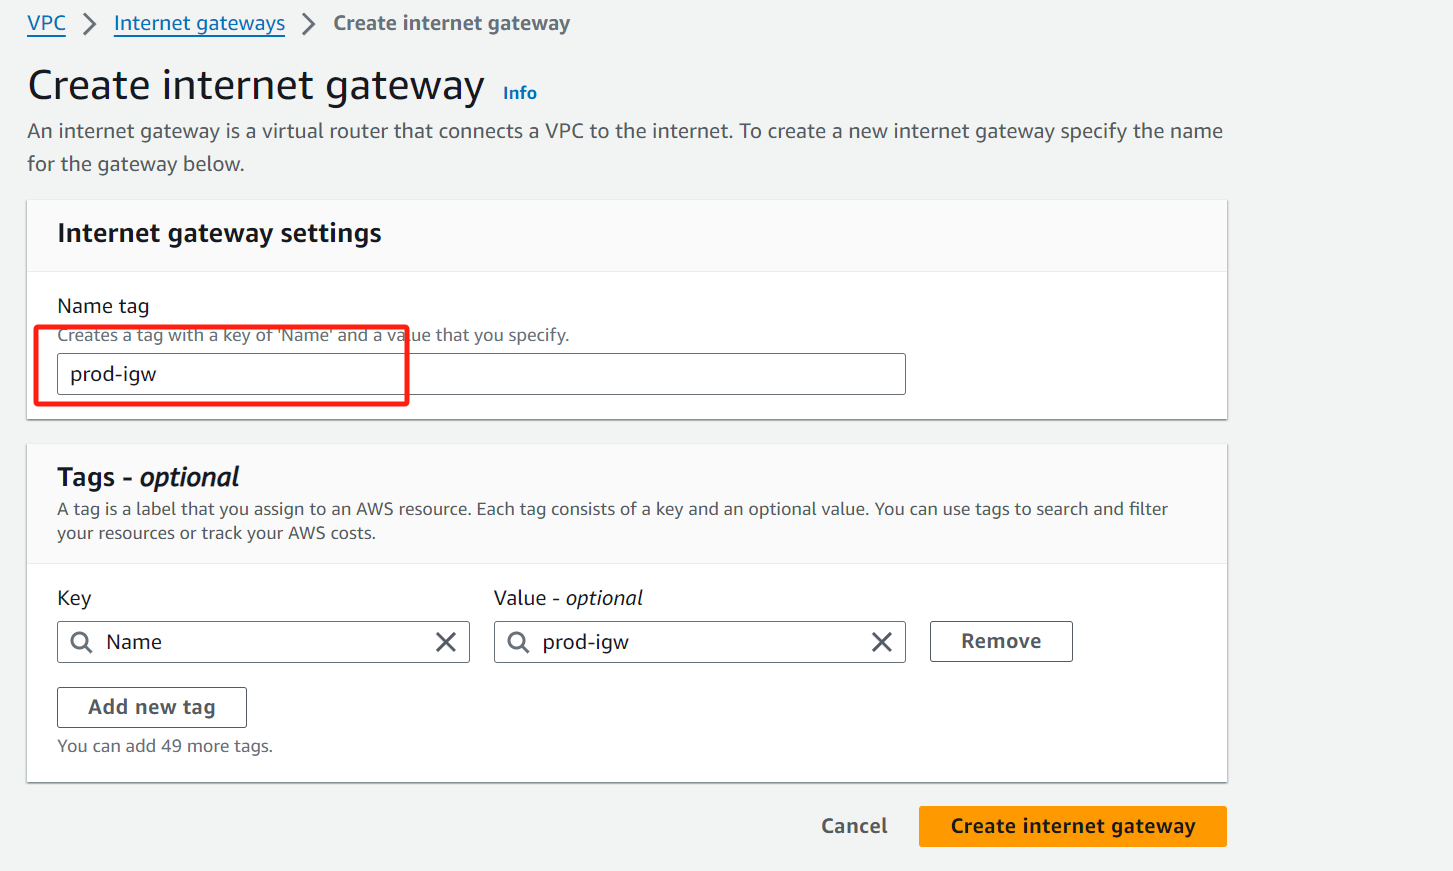 VPC > Internet gateways > Create internet gateway
Create internet gateway Info
An internet gateway is a virtual router that connects a VPC to the internet. To create a new internet gateway specify the name
for the gateway below.
Internet gateway settings
Name tag
Creates a tag with a key of 'Name' and a value that you specify.
prod-igw
Tags - optional
A tag is a label that you assign to an AWS resource. Each tag consists of a key and an optional value. You can use tags to search and filter
your resources or track your AWS costs.
Key Value - optional
Name prod-igw Remove
Add new tag
You can add 49 more tags.
Cancel Create internet gateway